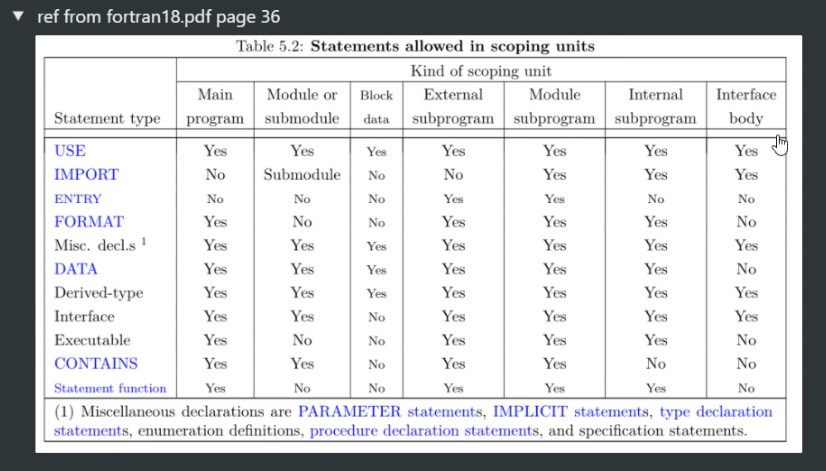 ▼ ref from fortran18.pdf page 36
Table 5.2: Statements allowed in scoping units
Kind of scoping unit
Main Module or Block External Module Internal Interface
Statement type program submodule data subprogram subprogram subprogram body
USE Yes Yes Yes Yes Yes Yes Yes
IMPORT No Submodule No No Yes Yes Yes
ENTRY No No No Yes Yes No No
FORMAT Yes No No Yes Yes Yes No
Misc. decl.s 1 Yes Yes Yes Yes Yes Yes Yes
DATA Yes Yes Yes Yes Yes Yes No
Derived-type Yes Yes Yes Yes Yes Yes Yes
Interface Yes Yes No Yes Yes Yes Yes
Executable Yes No No Yes Yes Yes No
CONTAINS Yes Yes No Yes Yes No No
Statement function Yes No No Yes Yes Yes No
(1) Miscellaneous declarations are PARAMETER statements, IMPLICIT statements, type declaration
statements, enumeration definitions, procedure declaration statements, and specification statements.